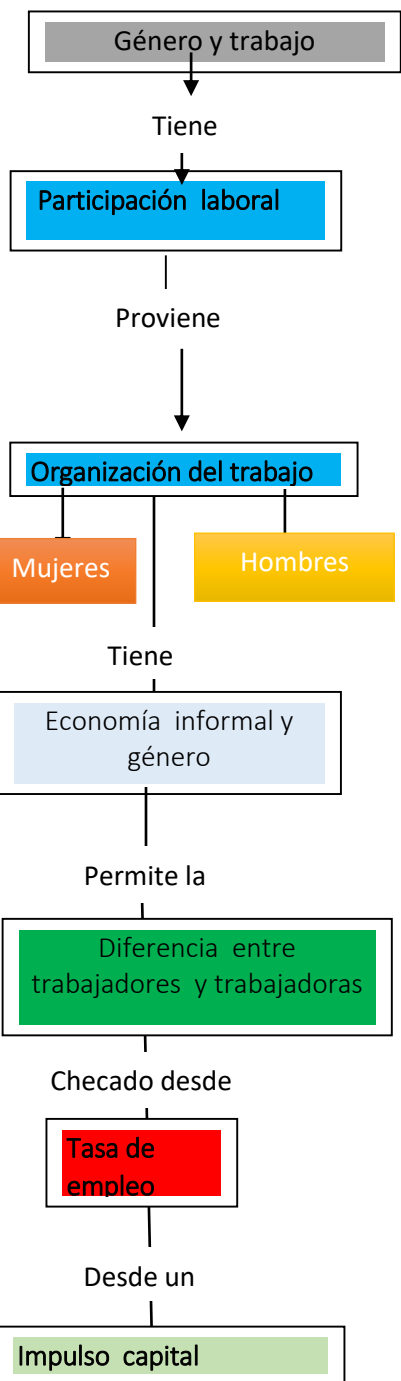 Género y trabajo
Tiene
Participación laboral
Proviene
Organización del trabajo
Mujeres
Hombres
Tiene
Economía informal y
género
Permite la
Diferencia entre
trabajadores y trabajadoras
Checado desde
Tasa de
empleo
Desde un
Impulso capital